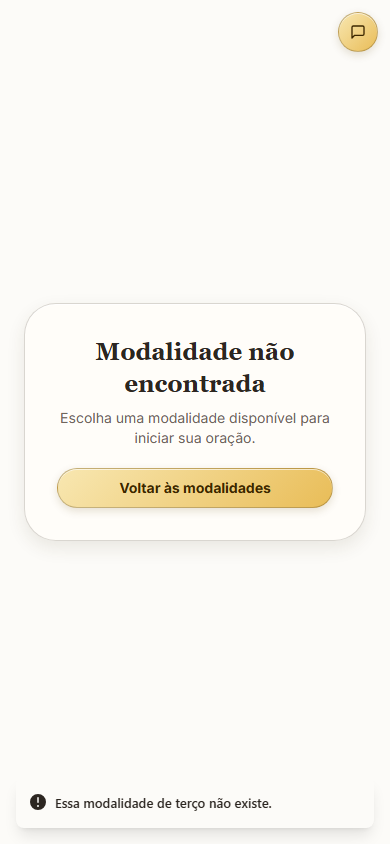 Modalidade não
encontrada
Escolha uma modalidade disponível para
iniciar sua oração.
Voltar às modalidades
Essa modalidade de terço não existe.